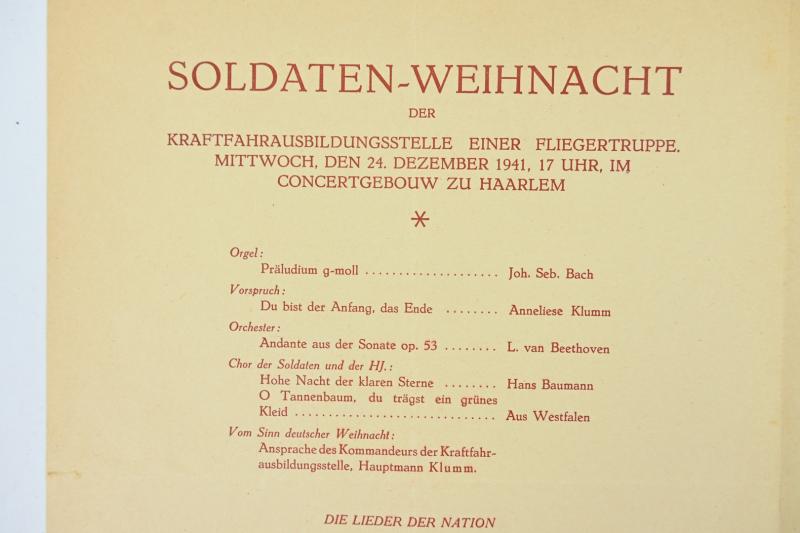 SOLDATEN-WEIHNACHT
DER
KRAFTFAHRAUSBILDUNGSSTELLE EINER FLIEGERTRUPPE.
MITTWOCH, DEN 24. DEZEMBER 1941, 17 UHR, IM
CONCERTGEBOUW ZU HAARLEM
*
Orgel:
Präludium g-moll .................... Joh. Seb. Bach
Vorspruch:
Du bist der Anfang, das Ende ........ Anneliese Klumm
Orchester:
Andante aus der Sonate op. 53 ........ L. van Beethoven
Chor der Soldaten und der HJ.:
Hohe Nacht der klaren Sterne ........ Hans Baumann
O Tannenbaum, du trägst ein grünes
Kleid .............................. Aus Westfalen
Vom Sinn deutscher Weihnacht:
Ansprache des Kommandeurs der Kraftfahr-
ausbildungsstelle, Hauptmann Klumm.
DIE LIEDER DER NATION